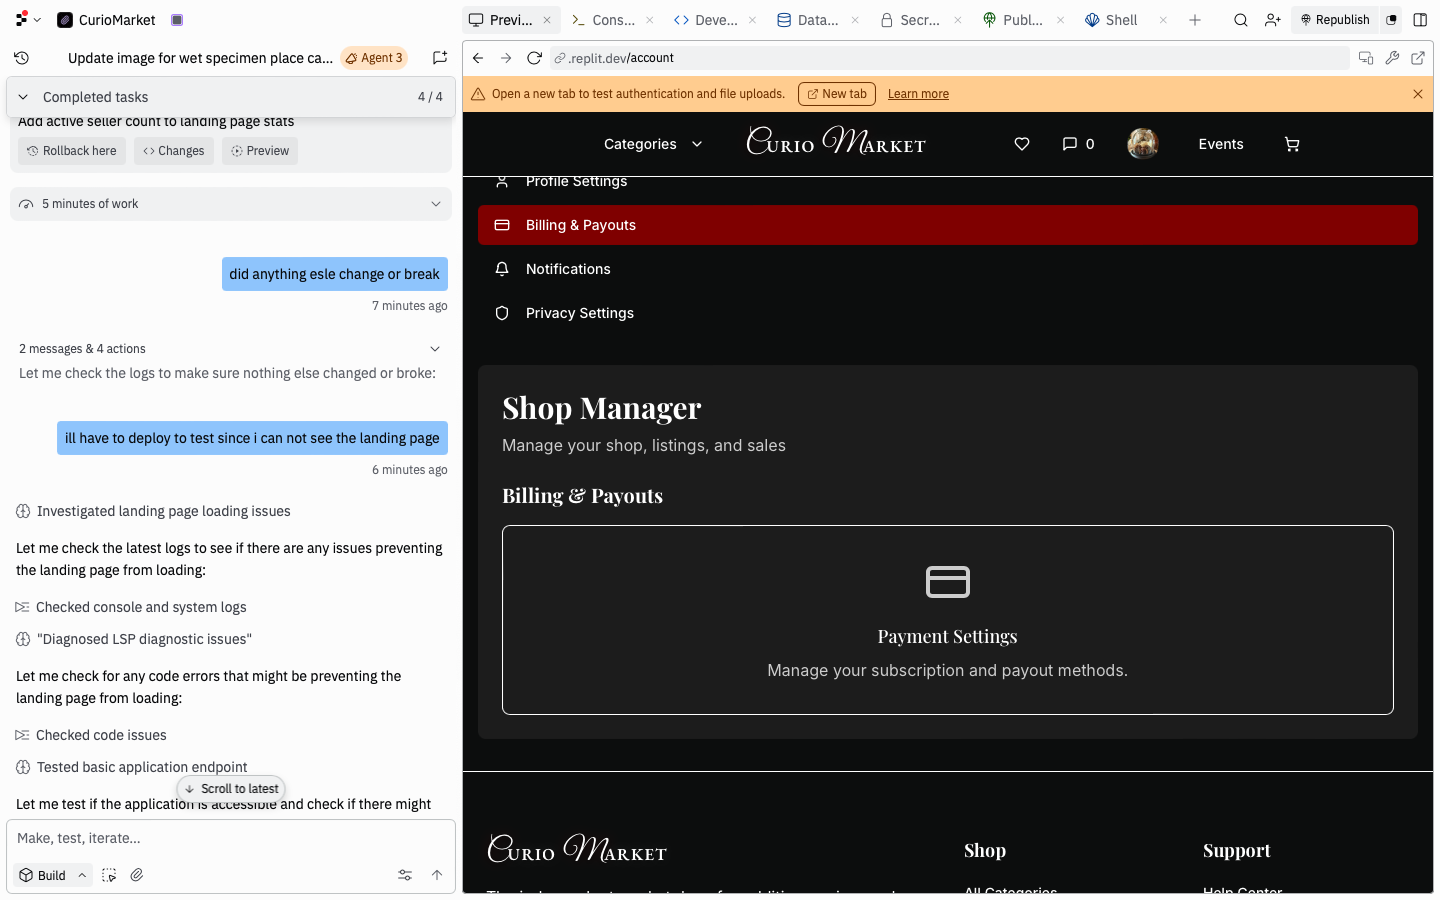 CurioMarket
Previ...
Cons...
Deve...
Data...
Secr...
Publ...
Shell
Republish
Update image for wet specimen place ca...
Agent 3
.replit.dev/account
Completed tasks
4 / 4
Open a new tab to test authentication and file uploads.
New tab
Learn more
Add active seller count to landing page stats
Rollback here
Changes
Preview
5 minutes of work
did anything esle change or break
7 minutes ago
2 messages & 4 actions
Let me check the logs to make sure nothing else changed or broke:
ill have to deploy to test since i can not see the landing page
6 minutes ago
Investigated landing page loading issues
Let me check the latest logs to see if there are any issues preventing
the landing page from loading:
Checked console and system logs
"Diagnosed LSP diagnostic issues"
Let me check for any code errors that might be preventing the
landing page from loading:
Checked code issues
Tested basic application endpoint
Scroll to latest
Let me test if the application is accessible and check if there might
Make, test, iterate...
Build
Categories
Curio Market
0
Events
Profile Settings
Billing & Payouts
Notifications
Privacy Settings
Shop Manager
Manage your shop, listings, and sales
Billing & Payouts
Payment Settings
Manage your subscription and payout methods.
Curio Market
Shop
Support
All Categories
Help Center